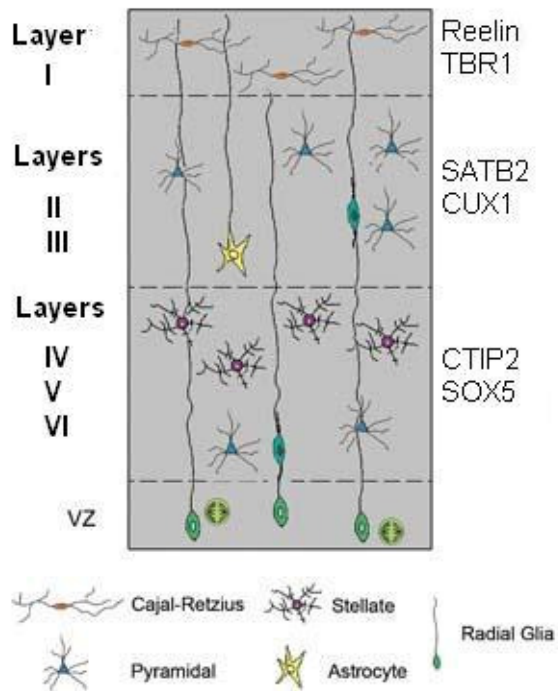 Layer
I
Reelin
TBR1
Layers
II
III
SATB2
CUX1
Layers
IV
V
VI
CTIP2
SOX5
VZ
Cajal-Retzius
Stellate
Radial Glia
Pyramidal
Astrocyte